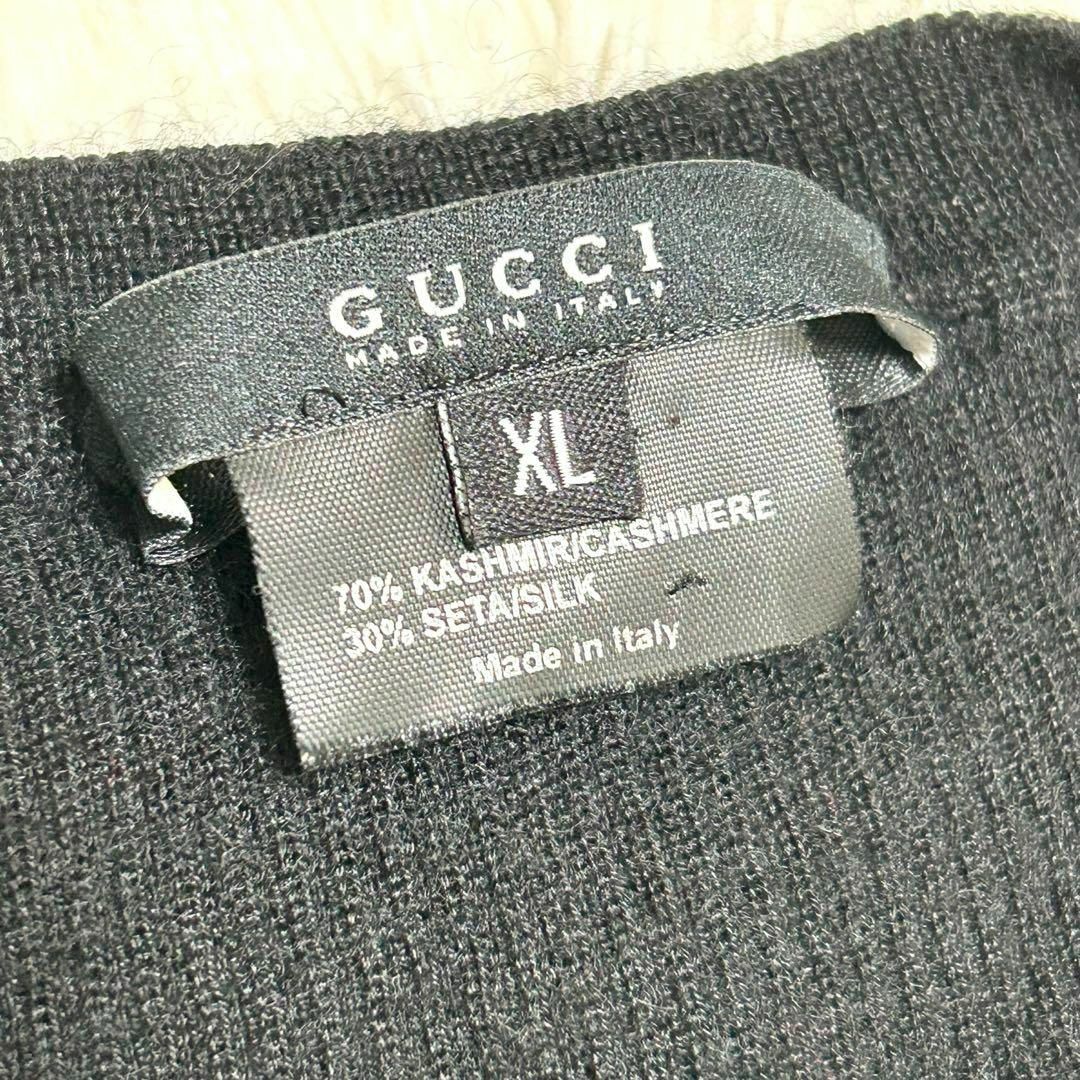 GUCCI
MADE IN ITALY
XL
70% KASHMIR/CASHMERE
30% SETA/SILK
Made in Italy